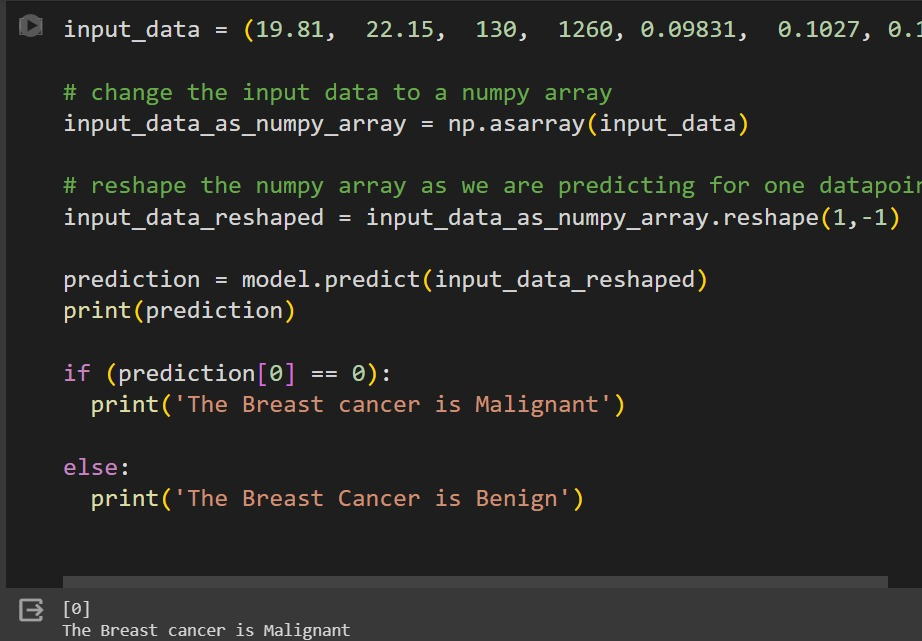 input_data = (19.81,  22.15,  130,  1260, 0.09831,  0.1027, 0.1
# change the input data to a numpy array
input_data_as_numpy_array = np.asarray(input_data)
# reshape the numpy array as we are predicting for one
input_data_reshaped = input_data_as_numpy_array.reshape(1,-1)
prediction = model.predict(input_data_reshaped)
print(prediction)
if (prediction[0] == 0):
  print('The Breast cancer is Malignant')
else:
  print('The Breast Cancer is Benign')
[0]
The Breast cancer is Malignant